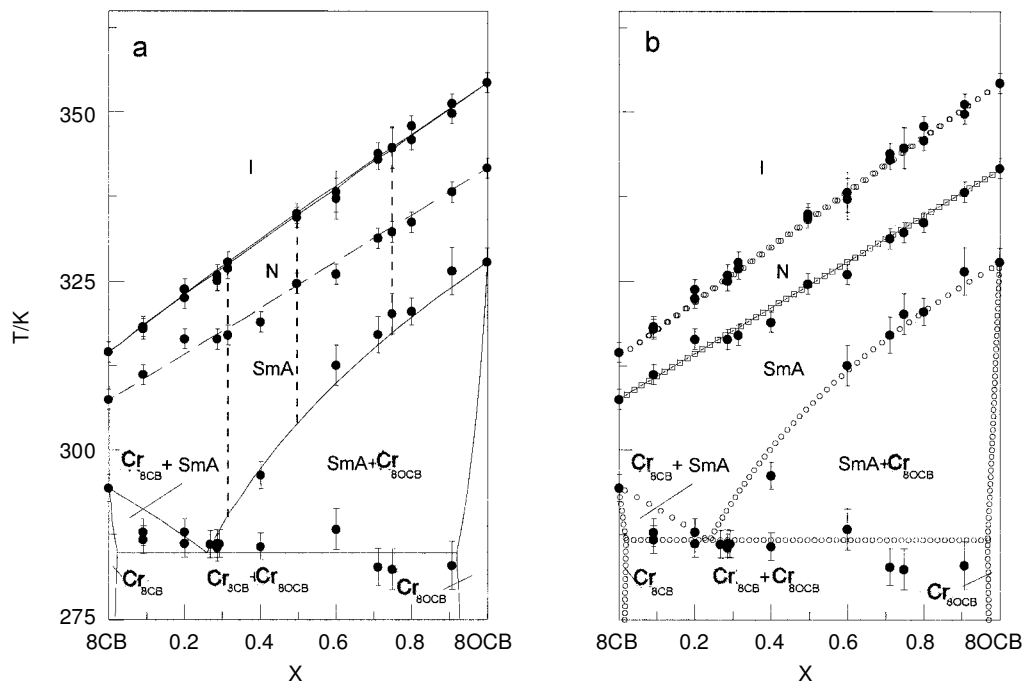 a
b
350
325
300
275
T/K
I
N
SmA
Cr8CB + SmA
SmA+Cr8OCB
Cr8CB
Cr8CB+Cr8OCB
Cr8OCB
8CB 0.2 0.4 0.6 0.8 8OCB
X
I
N
SmA
Cr8CB + SmA
SmA+Cr8OCB
Cr8CB
Cr8CB + Cr8OCB
Cr8OCB
8CB 0.2 0.4 0.6 0.8 8OCB
X